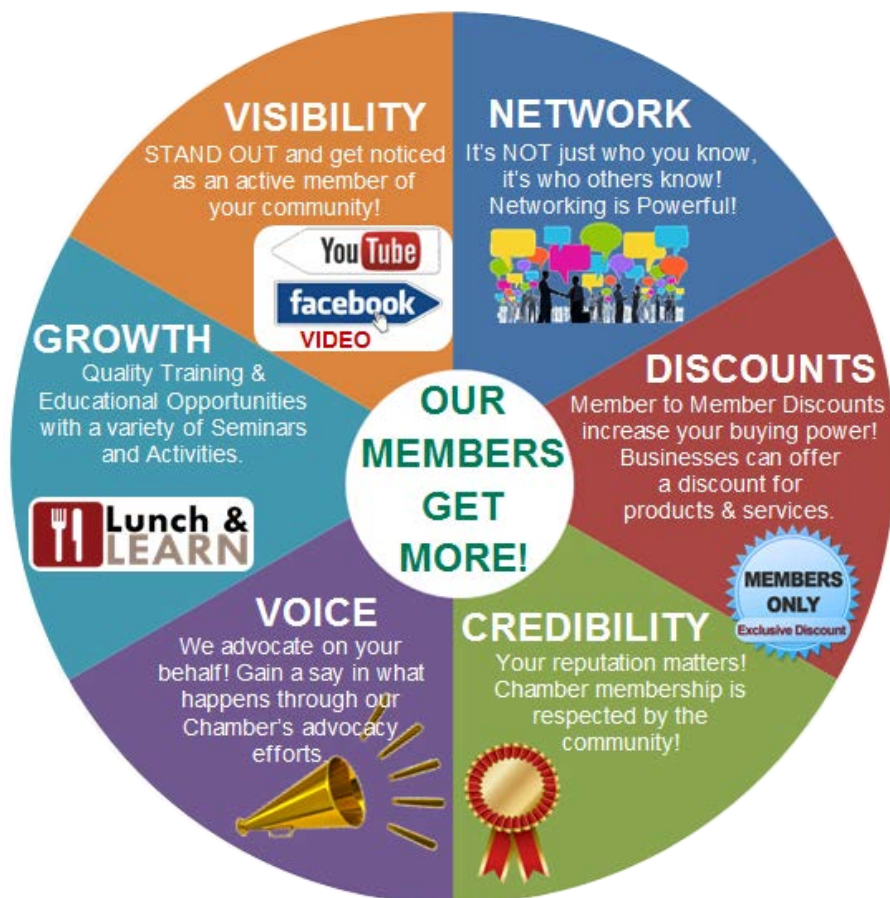 VISIBILITY
STAND OUT and get noticed
as an active member of
your community!
YouTube
facebook
VIDEO
NETWORK
It's NOT just who you know,
it's who others know!
Networking is Powerful!
GROWTH
Quality Training &
Educational Opportunities
with a variety of Seminars
and Activities.
Lunch &
LEARN
OUR
MEMBERS
GET
MORE!
DISCOUNTS
Member to Member Discounts
increase your buying power!
Businesses can offer
a discount for
products & services.
MEMBERS
ONLY
Exclusive Discount
VOICE
We advocate on your
behalf! Gain a say in what
happens through our
Chamber's advocacy
efforts.
CREDIBILITY
Your reputation matters!
Chamber membership is
respected by the
community!